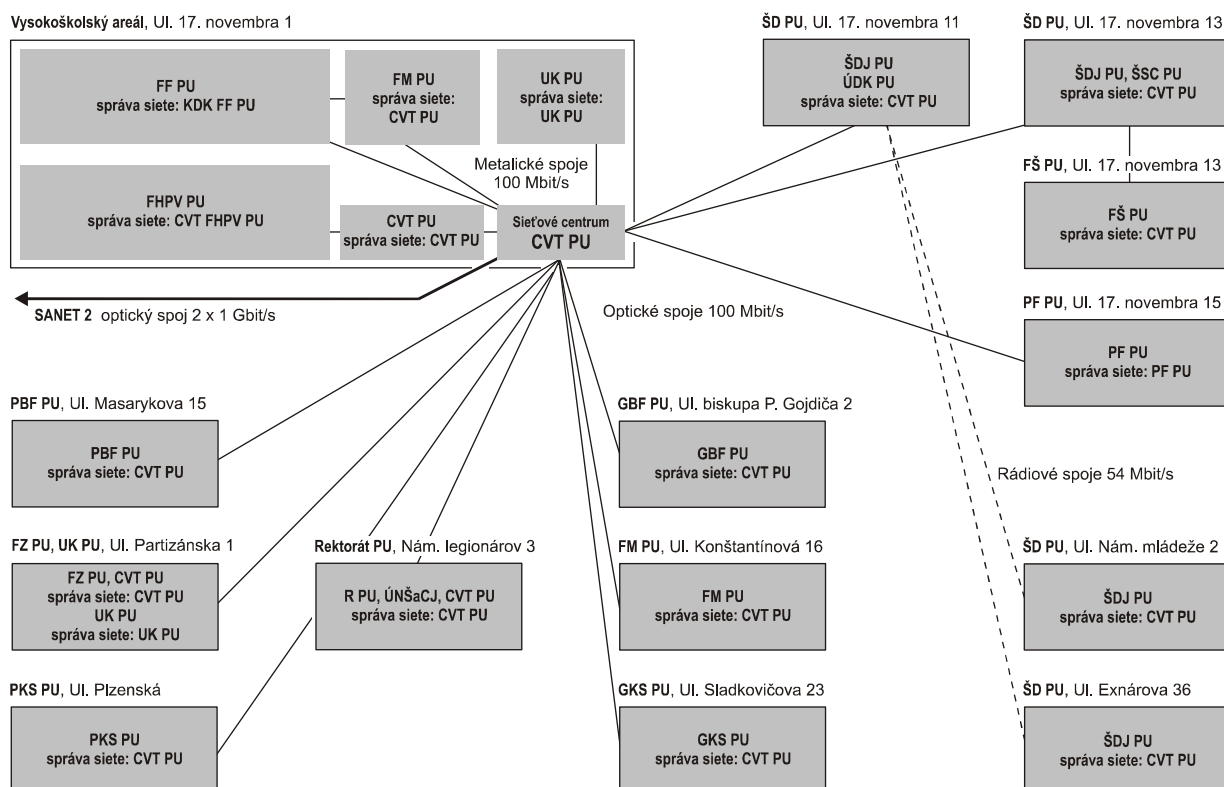 Vysokoškolský areál, Ul. 17. novembra 1
FF PU
správa siete: KDK FF PU
FM PU
správa siete:
CVT PU
UK PU
správa siete:
UK PU
Metalické spoje
100 Mbit/s
FHPV PU
správa siete: CVT FHPV PU
CVT PU
správa siete: CVT PU
Sieťové centrum
CVT PU
SANET 2 optický spoj 2 x 1 Gbit/s
Optické spoje 100 Mbit/s
ŠD PU, Ul. 17. novembra 11
ŠDJ PU
ÚDK PU
správa siete: CVT PU
ŠD PU, Ul. 17. novembra 13
ŠDJ PU, ŠSC PU
správa siete: CVT PU
FŠ PU, Ul. 17. novembra 13
FŠ PU
správa siete: CVT PU
PF PU, Ul. 17. novembra 15
PF PU
správa siete: PF PU
PBF PU, Ul. Masarykova 15
PBF PU
správa siete: CVT PU
GBF PU, Ul. biskupa P. Gojdiča 2
GBF PU
správa siete: CVT PU
Rádiové spoje 54 Mbit/s
FZ PU, UK PU, Ul. Partizánska 1
FZ PU, CVT PU
správa siete: CVT PU
UK PU
správa siete: UK PU
Rektorát PU, Nám. legionárov 3
R PU, ÚNŠaCJ, CVT PU
správa siete: CVT PU
FM PU, Ul. Konštantínová 16
FM PU
správa siete: CVT PU
ŠD PU, Ul. Nám. mládeže 2
ŠDJ PU
správa siete: CVT PU
PKS PU, Ul. Plzenská
PKS PU
správa siete: CVT PU
GKS PU, Ul. Sladkovičova 23
GKS PU
správa siete: CVT PU
ŠD PU, Ul. Exnárova 36
ŠDJ PU
správa siete: CVT PU